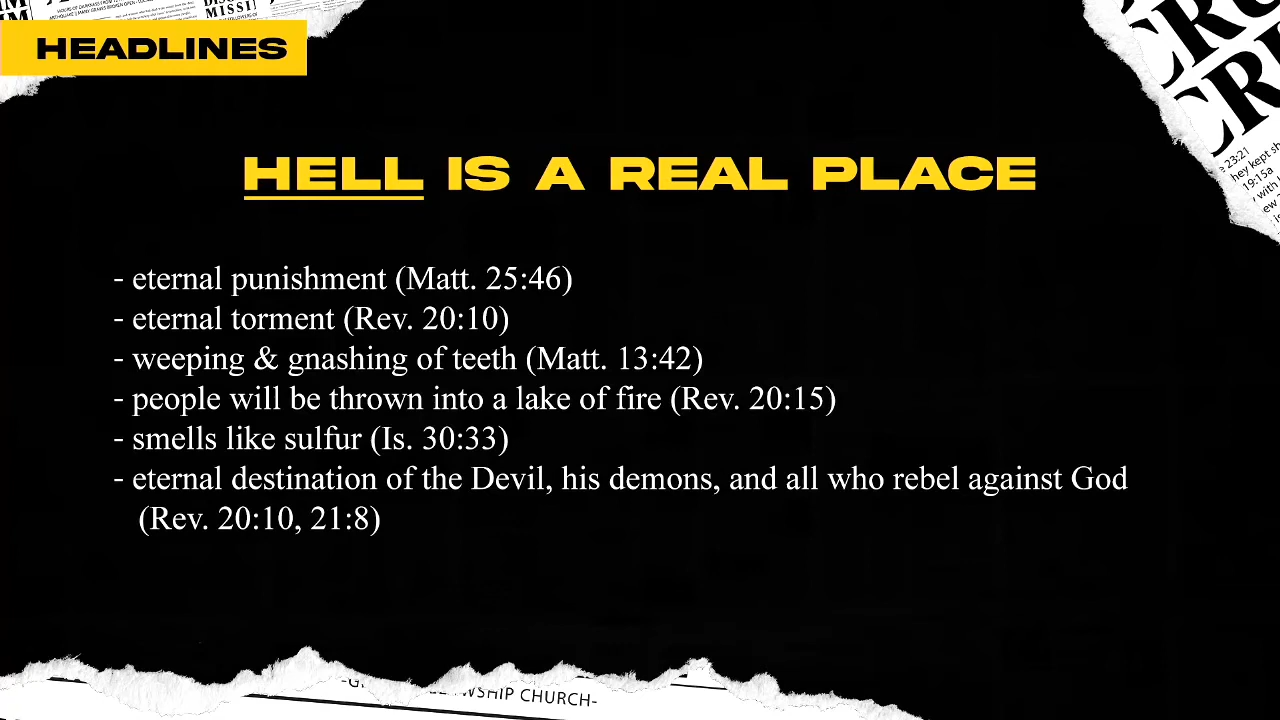 HEADLINES
HELL IS A REAL PLACE
- eternal punishment (Matt. 25:46)
- eternal torment (Rev. 20:10)
- weeping & gnashing of teeth (Matt. 13:42)
- people will be thrown into a lake of fire (Rev. 20:15)
- smells like sulfur (Is. 30:33)
- eternal destination of the Devil, his demons, and all who rebel against God
(Rev. 20:10, 21:8)
CHURCH-